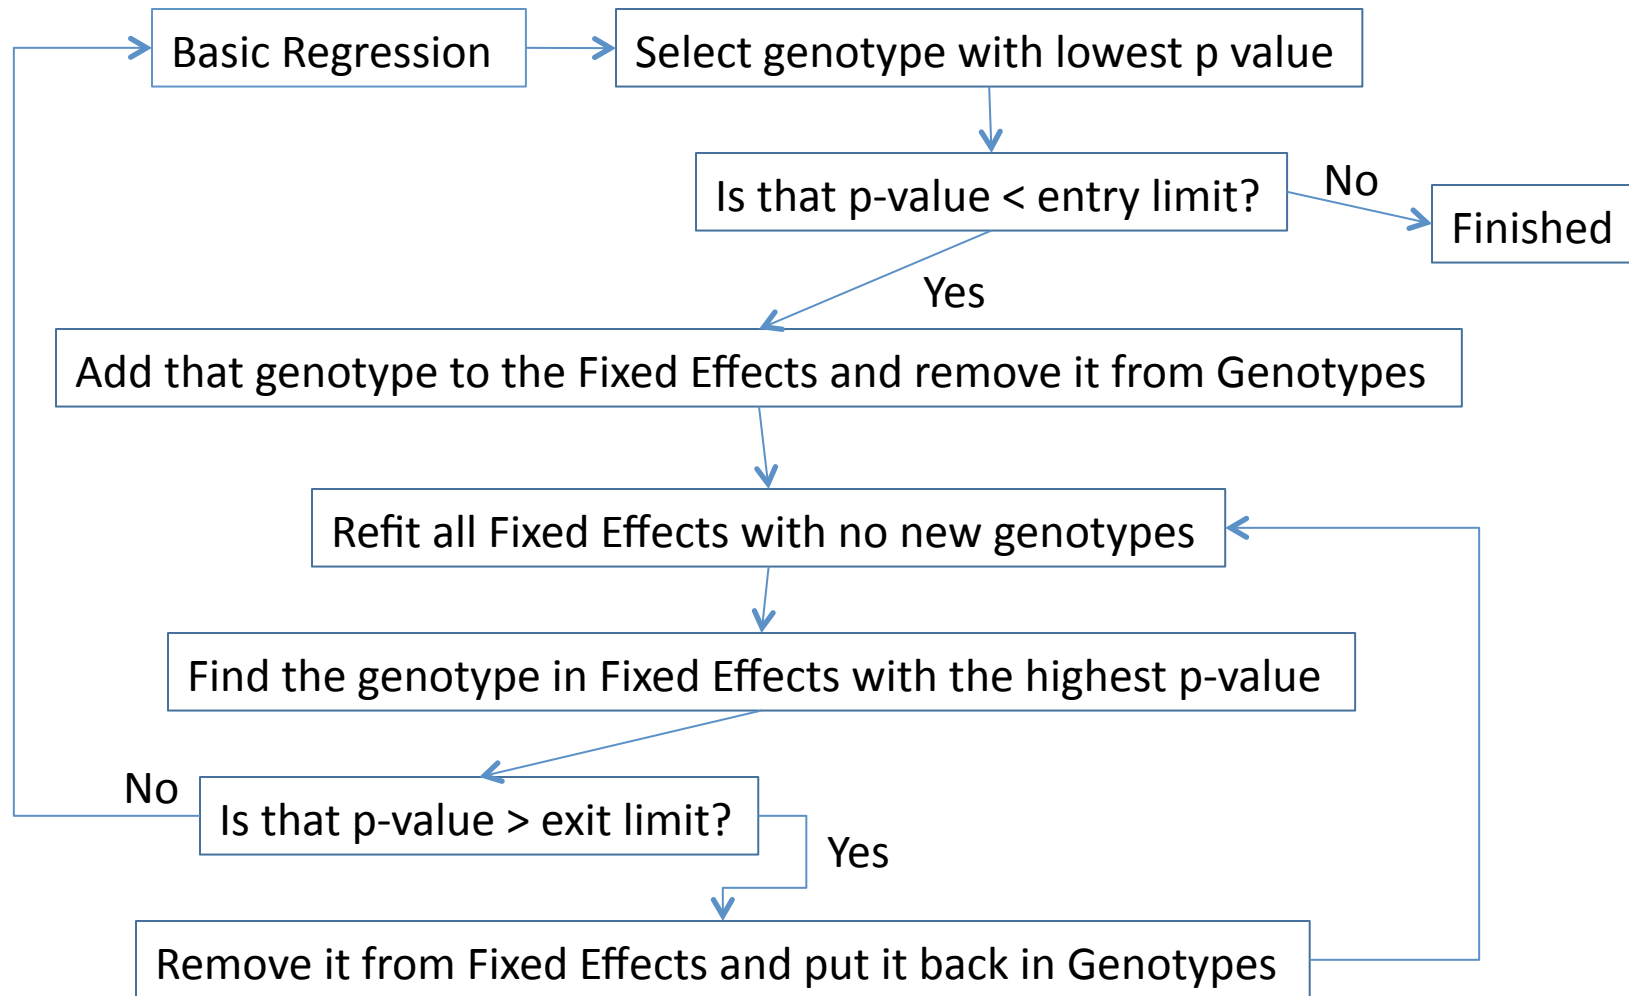 Basic Regression
Select genotype with lowest p value
Is that p-value < entry limit?
No
Finished
Yes
Add that genotype to the Fixed Effects and remove it from Genotypes
Refit all Fixed Effects with no new genotypes
Find the genotype in Fixed Effects with the highest p-value
No
Is that p-value > exit limit?
Yes
Remove it from Fixed Effects and put it back in Genotypes